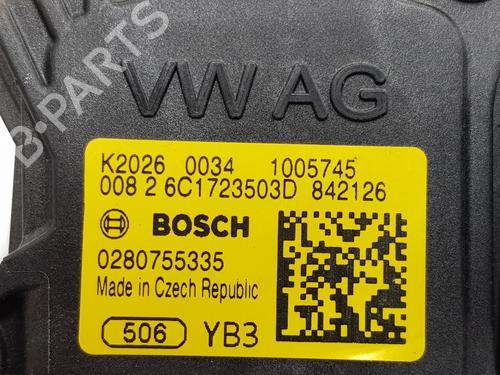 VW AG
K2026 0034 1005745
008 2 6C1723503D 842126
BOSCH
0280755335
Made in Czech Republic
506 YB3
B-PARTS